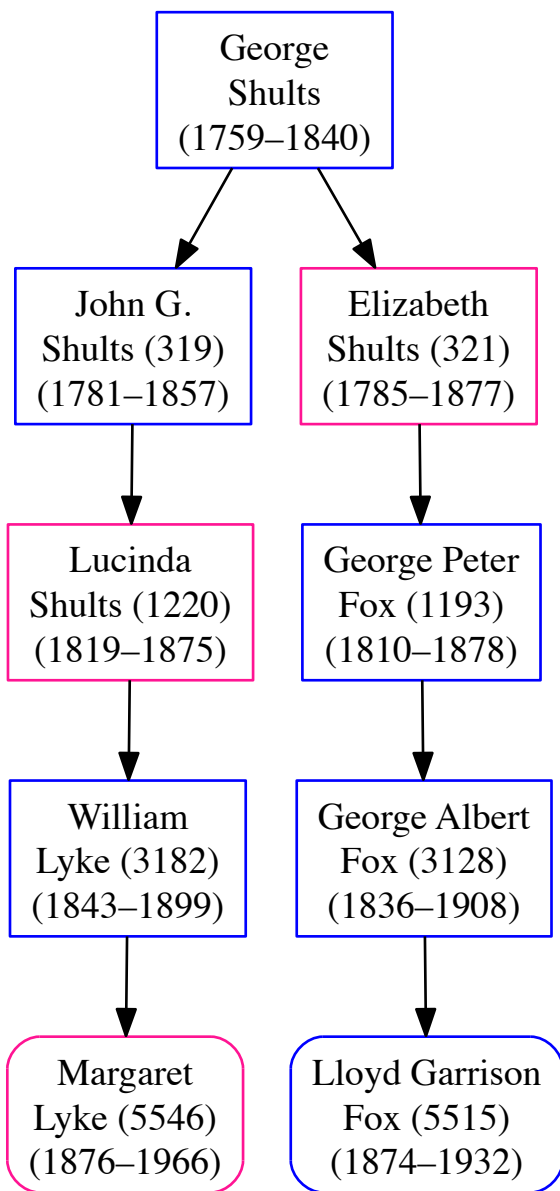 George
Shults
(1759–1840)
John G.
Shults (319)
(1781–1857)
Elizabeth
Shults (321)
(1785–1877)
Lucinda
Shults (1220)
(1819–1875)
George Peter
Fox (1193)
(1810–1878)
William
Lyke (3182)
(1843–1899)
George Albert
Fox (3128)
(1836–1908)
Margaret
Lyke (5546)
(1876–1966)
Lloyd Garrison
Fox (5515)
(1874–1932)